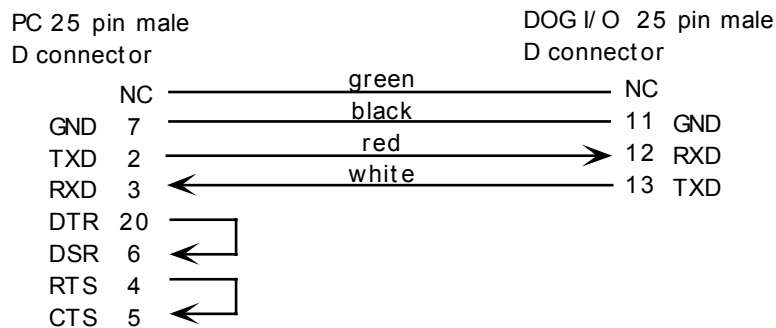 PC 25 pin male
D connector
DOG I/O 25 pin male
D connector
NC green NC
GND 7 black 11 GND
TXD 2 red 12 RXD
RXD 3 white 13 TXD
DTR 20
DSR 6
RTS 4
CTS 5